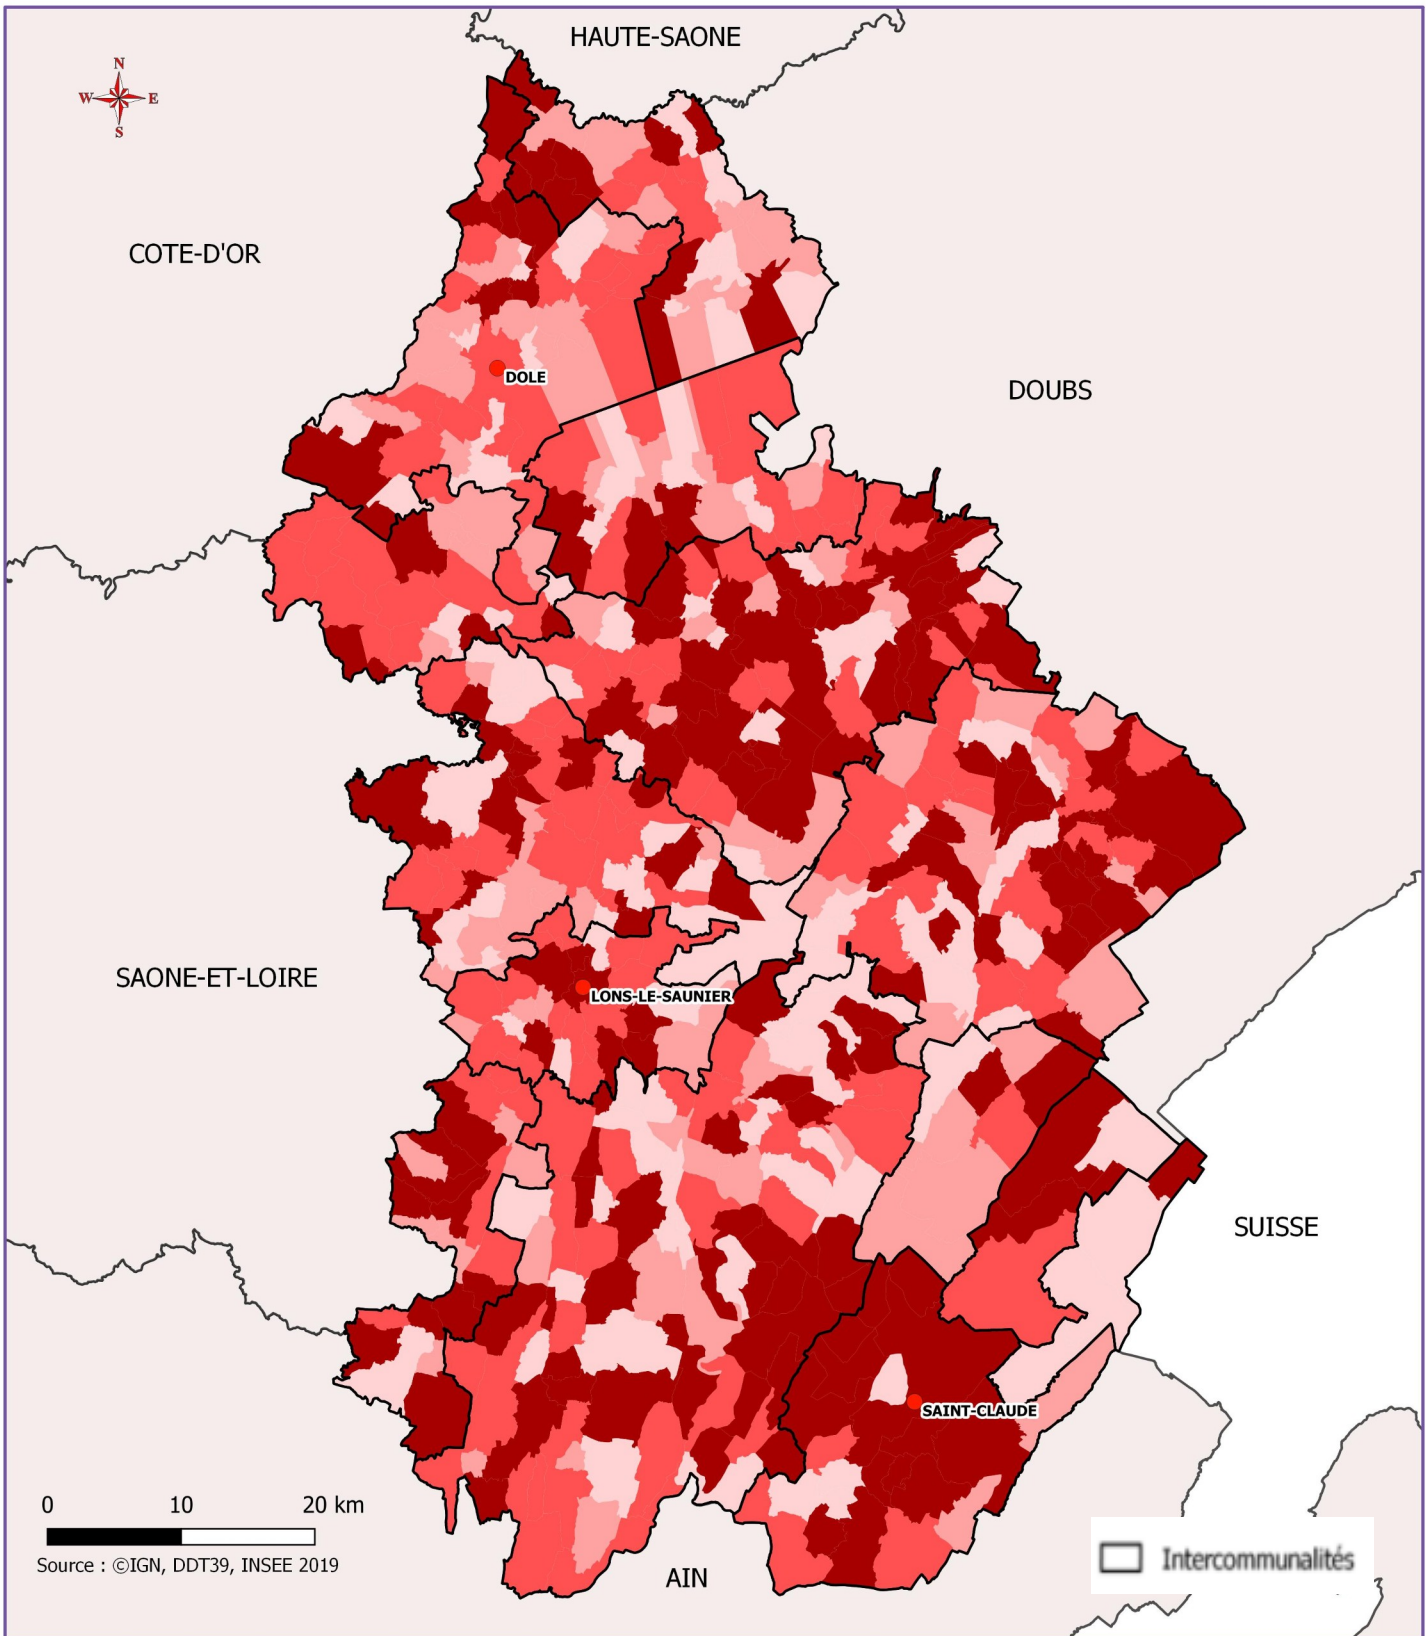 HAUTE-SAONE
N
W E
S
COTE-D'OR
DOLE
DOUBS
SAONE-ET-LOIRE
LONS-LE-SAUNIER
SUISSE
SAINT-CLAUDE
0 10 20 km
Source : ©IGN, DDT39, INSEE 2019
Intercommunalités
AIN